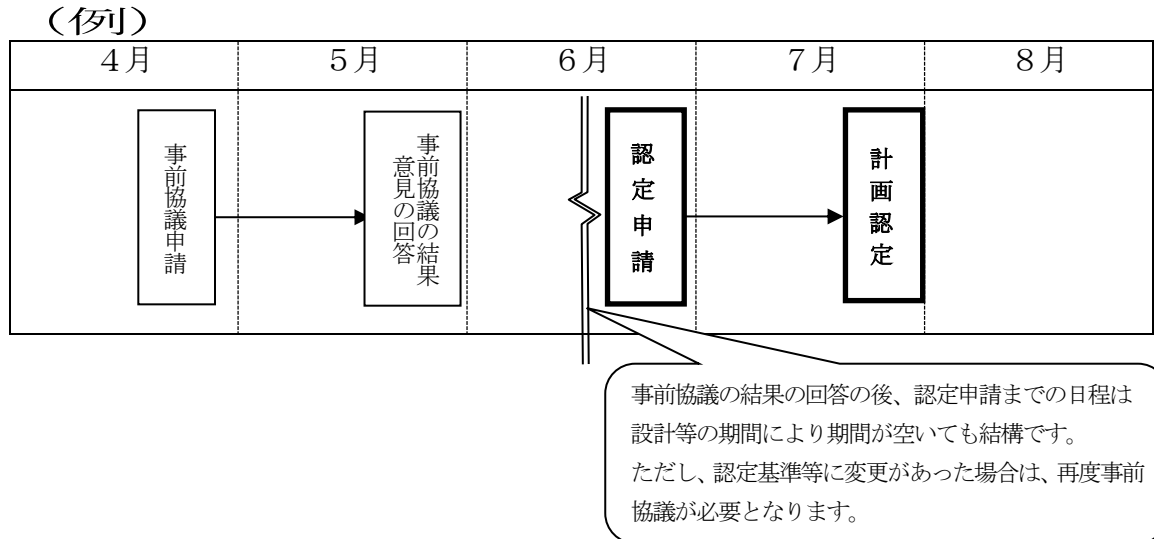 （例）
４月
５月
６月
７月
８月
事前協議申請
事前協議の結果
意見の回答
認定申請
計画認定
事前協議の結果の回答の後、認定申請までの日程は
設計等の期間により期間が空いても結構です。
ただし、認定基準等に変更があった場合は、再度事前
協議が必要となります。